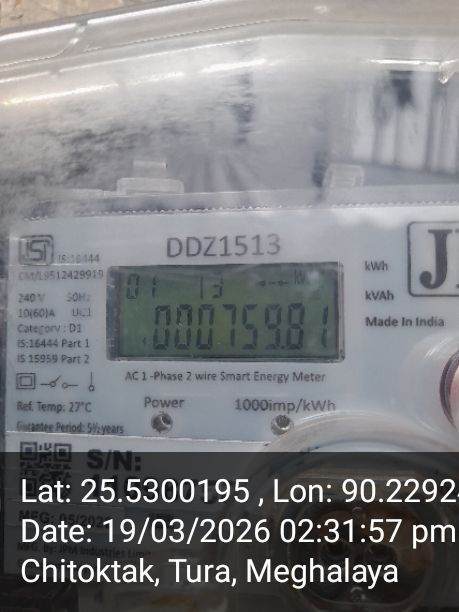 IS:16444
CM/L9512429919
DDZ1513
240V 50Hz
10(60)A UC1
Category : D1
IS:16444 Part 1
IS 15959 Part 2
01 13
000759.81
kWh
kVAh
Made In India
AC 1 -Phase 2 wire Smart Energy Meter
Ref. Temp: 27°C
Gurantee Period: 5½ years
Power
1000imp/kWh
S/N:
Lat: 25.5300195 , Lon: 90.2292
Date: 19/03/2026 02:31:57 pm
Chitoktak, Tura, Meghalaya